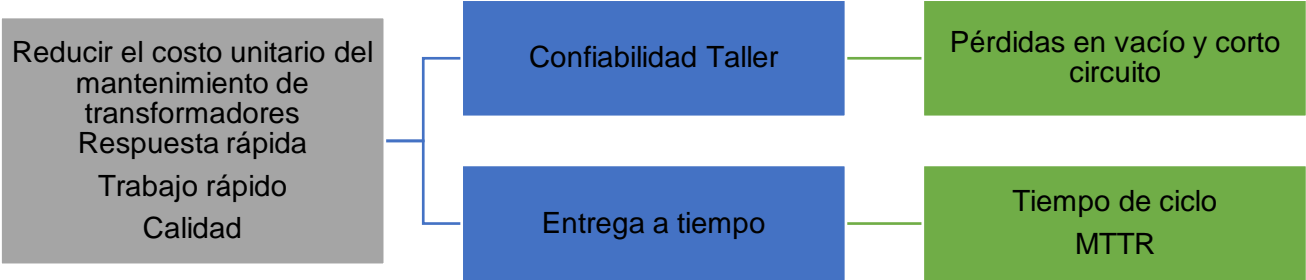 Reducir el costo unitario del
mantenimiento de
transformadores
Respuesta rápida
Trabajo rápido
Calidad
Confiabilidad Taller
Pérdidas en vacío y corto
circuito
Entrega a tiempo
Tiempo de ciclo
MTTR